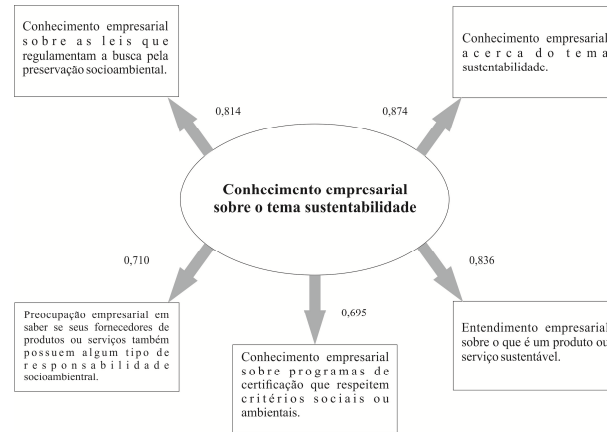 Conhecimento empresarial
sobre as leis que
regulamentam a busca pela
preservação socioambiental.
Conhecimento empresarial
acerca do tema
sustentabilidade.
0,814
0,874
Conhecimento empresarial
sobre o tema sustentabilidade
0,710
0,836
0,695
Preocupação empresarial em
saber se seus fornecedores de
produtos ou serviços também
possuem algum tipo de
responsabilidade
socioambientral.
Conhecimento empresarial
sobre programas de
certificação que respeitem
critérios sociais ou
ambientais.
Entendimento empresarial
sobre o que é um produto ou
serviço sustentável.